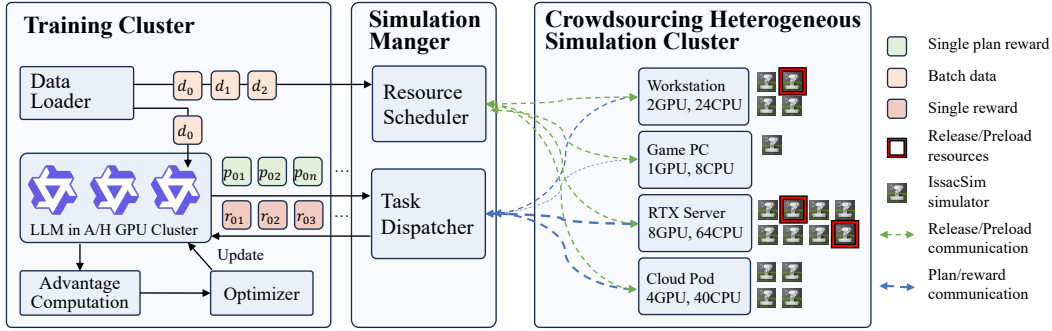 Training Cluster
Data
Loader
d0
d1
d2
d0
LLM in A/H GPU Cluster
p01
p02
p0n
...
r01
r02
r03
...
Update
Advantage
Computation
Optimizer
Simulation
Manger
Resource
Scheduler
Task
Dispatcher
Crowdsourcing Heterogeneous
Simulation Cluster
Workstation
2GPU, 24CPU
Game PC
1GPU, 8CPU
RTX Server
8GPU, 64CPU
Cloud Pod
4GPU, 40CPU
Single plan reward
Batch data
Single reward
Release/Preload
resources
IssacSim
simulator
Release/Preload
communication
Plan/reward
communication